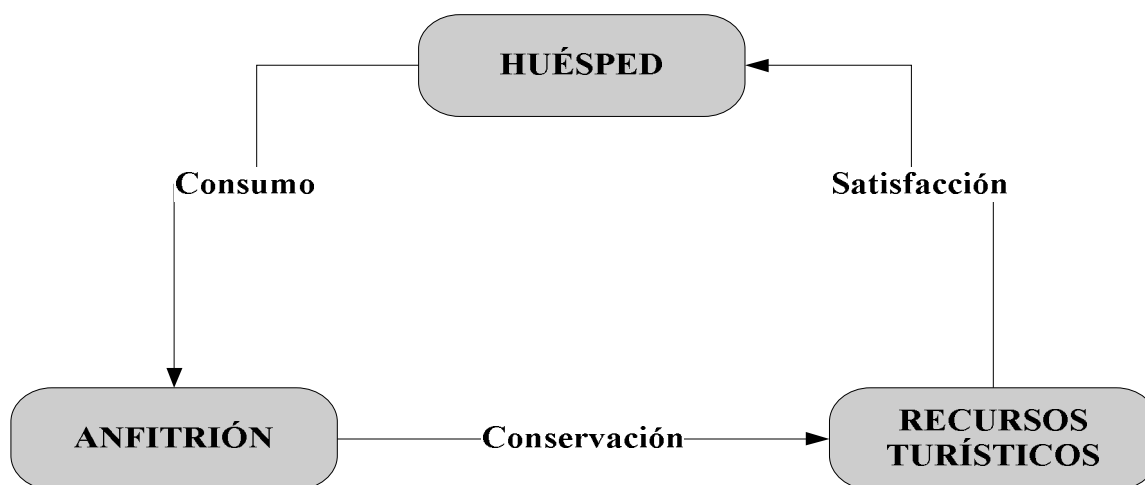 HUÉSPED
Consumo
Satisfacción
ANFITRIÓN
Conservación
RECURSOS
TURÍSTICOS